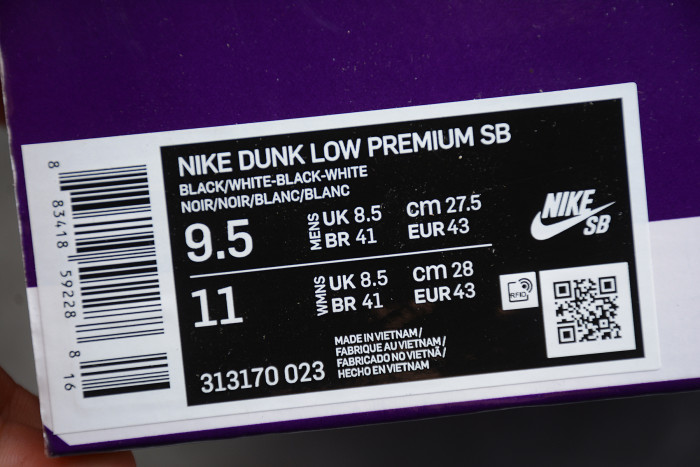 NIKE DUNK LOW PREMIUM SB
BLACK/WHITE-BLACK-WHITE
NOIR/NOIR/BLANC/BLANC
9.5 MENS UK 8.5 cm 27.5
BR 41 EUR 43
11 WMNS UK 8.5 cm 28
BR 41 EUR 43
NIKE
SB
RFID
313170 023
MADE IN VIETNAM/
FABRIQUE AU VIETNAM/
FABRICADO NO VIETNÃ/
HECHO EN VIETNAM
8 83418 59228 8 16